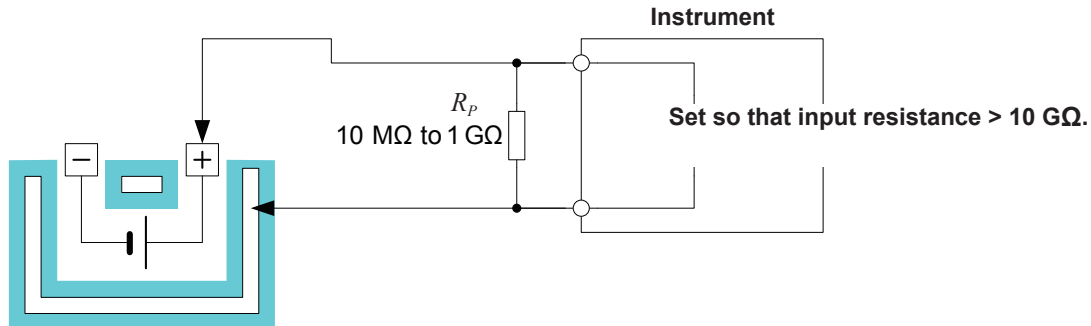 Instrument
R_P
10 MΩ to 1 GΩ
Set so that input resistance > 10 GΩ.
− +